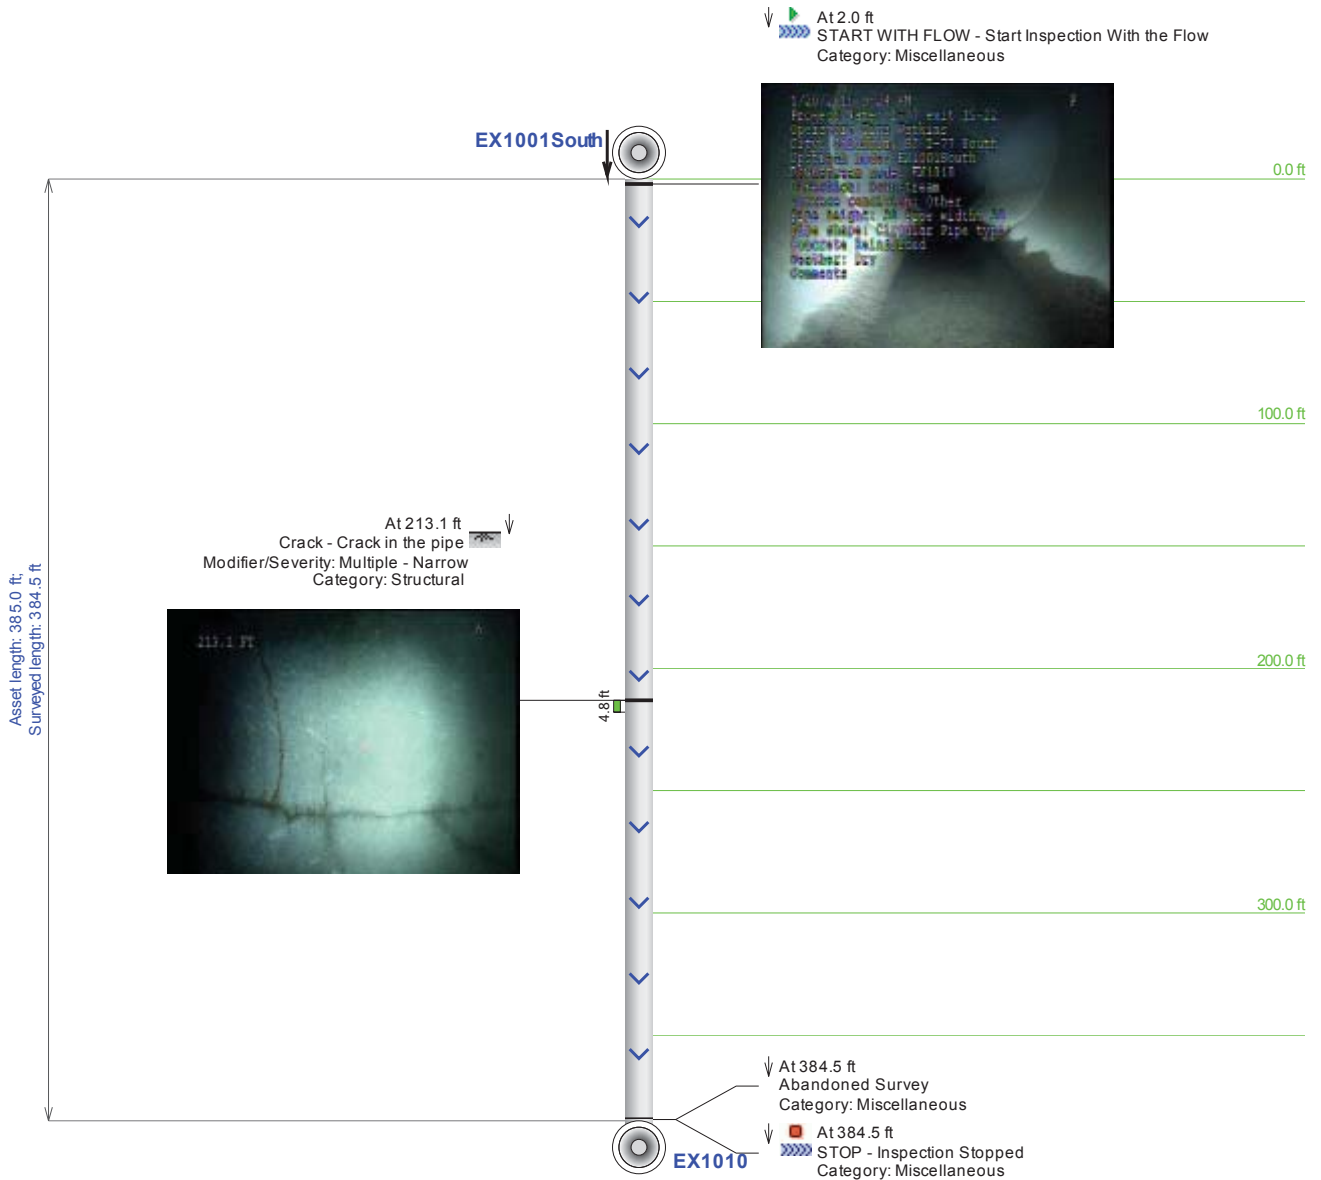 At 2.0 ft
START WITH FLOW - Start Inspection With the Flow
Category: Miscellaneous
EX1001South
0.0 ft
100.0 ft
At 213.1 ft
Crack - Crack in the pipe
Modifier/Severity: Multiple - Narrow
Category: Structural
Asset length: 385.0 ft;
Surveyed length: 384.5 ft
213.1 FT
200.0 ft
4.8 ft
300.0 ft
At 384.5 ft
Abandoned Survey
Category: Miscellaneous
At 384.5 ft
STOP - Inspection Stopped
Category: Miscellaneous
EX1010